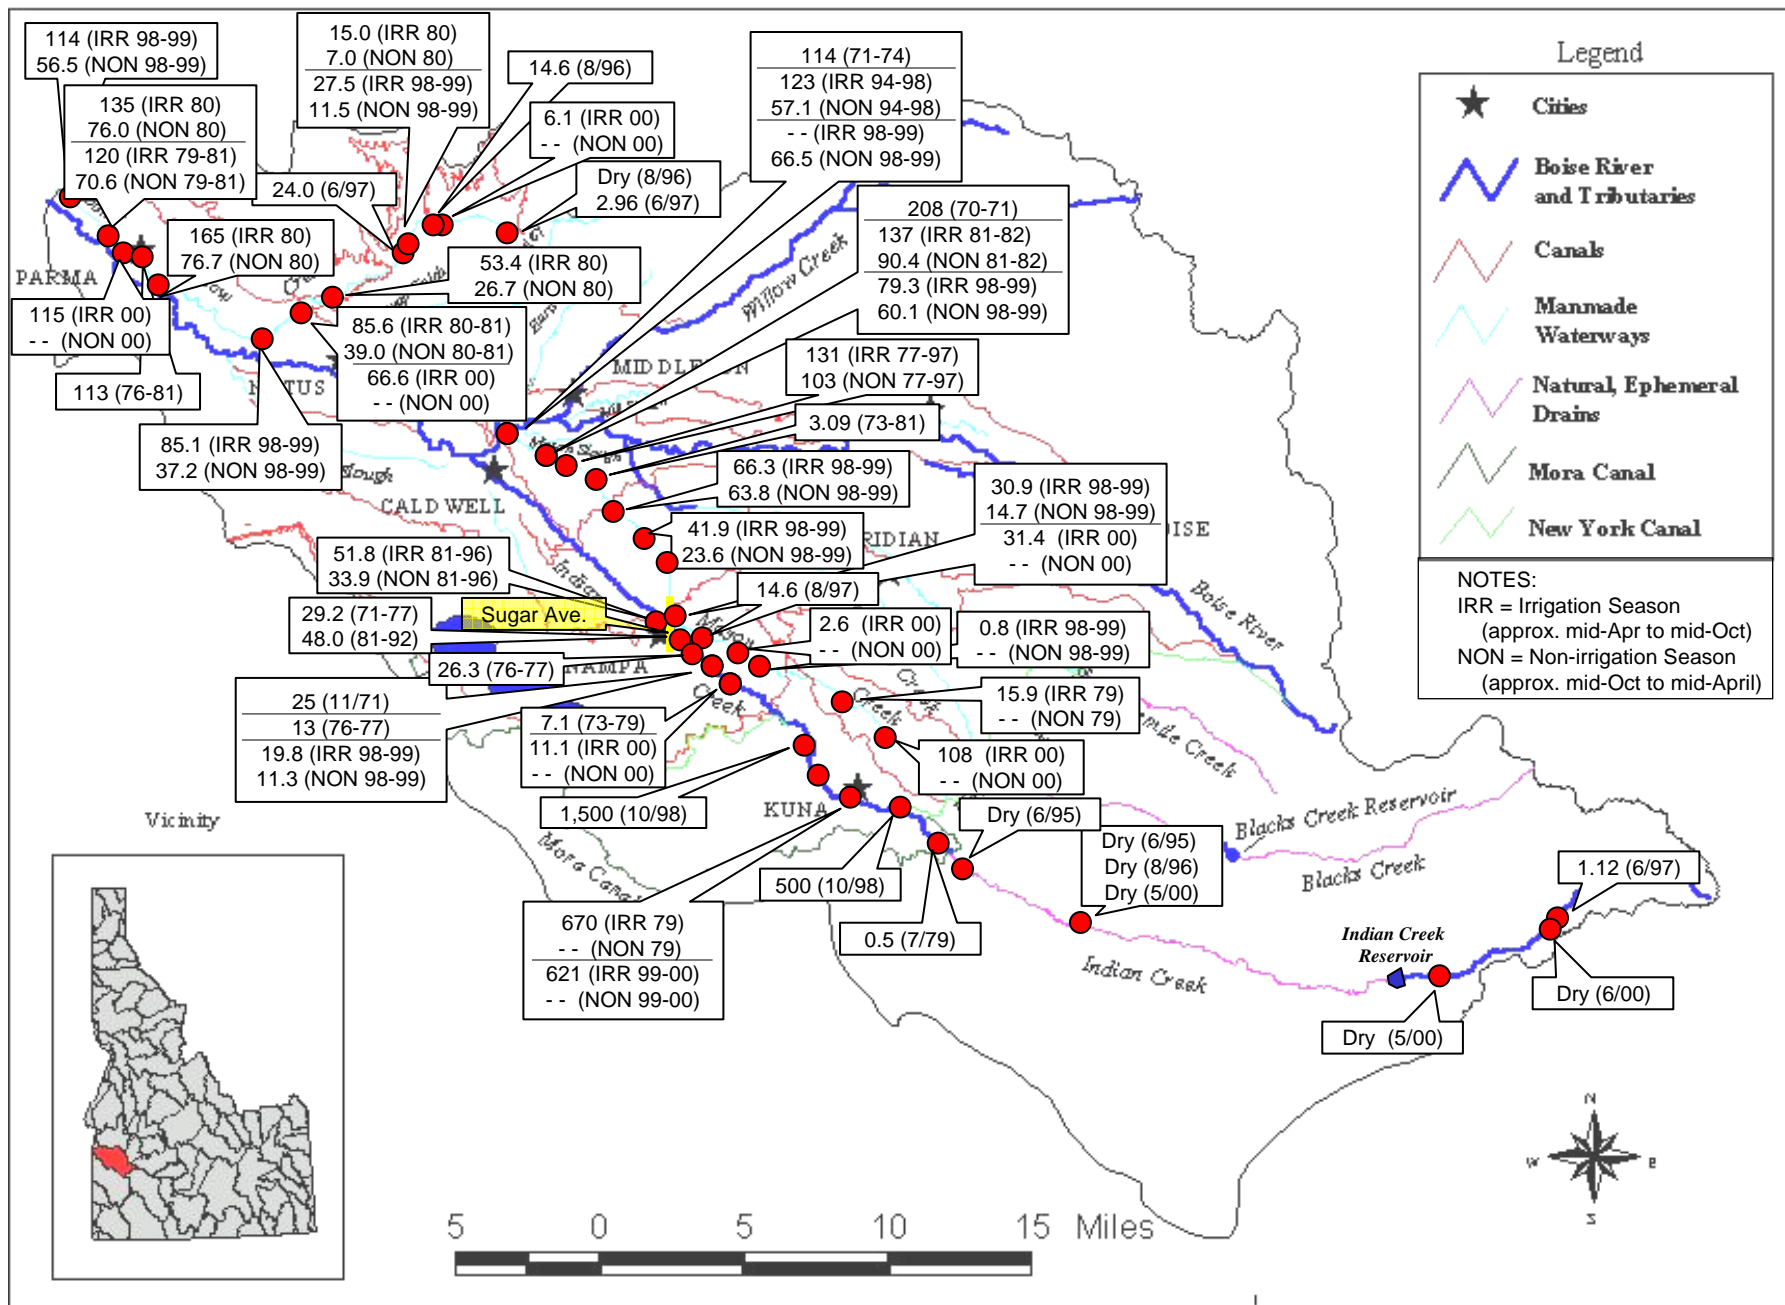 114 (IRR 98-99)
56.5 (NON 98-99)
135 (IRR 80)
76.0 (NON 80)
120 (IRR 79-81)
70.6 (NON 79-81)
15.0 (IRR 80)
7.0 (NON 80)
27.5 (IRR 98-99)
11.5 (NON 98-99)
14.6 (8/96)
6.1 (IRR 00)
- - (NON 00)
24.0 (6/97)
Dry (8/96)
2.96 (6/97)
114 (71-74)
123 (IRR 94-98)
57.1 (NON 94-98)
- - (IRR 98-99)
66.5 (NON 98-99)
208 (70-71)
137 (IRR 81-82)
90.4 (NON 81-82)
79.3 (IRR 98-99)
60.1 (NON 98-99)
165 (IRR 80)
76.7 (NON 80)
53.4 (IRR 80)
26.7 (NON 80)
PARMA
115 (IRR 00)
- - (NON 00)
113 (76-81)
85.6 (IRR 80-81)
39.0 (NON 80-81)
66.6 (IRR 00)
- - (NON 00)
85.1 (IRR 98-99)
37.2 (NON 98-99)
Willow Creek
131 (IRR 77-97)
103 (NON 77-97)
3.09 (73-81)
66.3 (IRR 98-99)
63.8 (NON 98-99)
30.9 (IRR 98-99)
14.7 (NON 98-99)
31.4 (IRR 00)
- - (NON 00)
CALDWELL
41.9 (IRR 98-99)
23.6 (NON 98-99)
51.8 (IRR 81-96)
33.9 (NON 81-96)
14.6 (8/97)
Indian
Sugar Ave.
29.2 (71-77)
48.0 (81-92)
Mason
2.6 (IRR 00)
- - (NON 00)
0.8 (IRR 98-99)
- - (NON 98-99)
Boise River
26.3 (76-77)
Creek
Creek
25 (11/71)
13 (76-77)
19.8 (IRR 98-99)
11.3 (NON 98-99)
7.1 (73-79)
11.1 (IRR 00)
- - (NON 00)
15.9 (IRR 79)
- - (NON 79)
108 (IRR 00)
- - (NON 00)
1,500 (10/98)
KUNA
Dry (6/95)
Blacks Creek Reservoir
Blacks Creek
Dry (6/95)
Dry (8/96)
Dry (5/00)
Mora Canal
500 (10/98)
670 (IRR 79)
- - (NON 79)
621 (IRR 99-00)
- - (NON 99-00)
0.5 (7/79)
Indian Creek
Indian Creek
Reservoir
1.12 (6/97)
Dry (6/00)
Dry (5/00)
Legend
Cities
Boise River
and Tributaries
Canals
Manmade
Waterways
Natural, Ephemeral
Drains
Mora Canal
New York Canal
NOTES:
IRR = Irrigation Season
(approx. mid-Apr to mid-Oct)
NON = Non-irrigation Season
(approx. mid-Oct to mid-April)
Vicinity
N
W
E
S
5 0 5 10 15 Miles